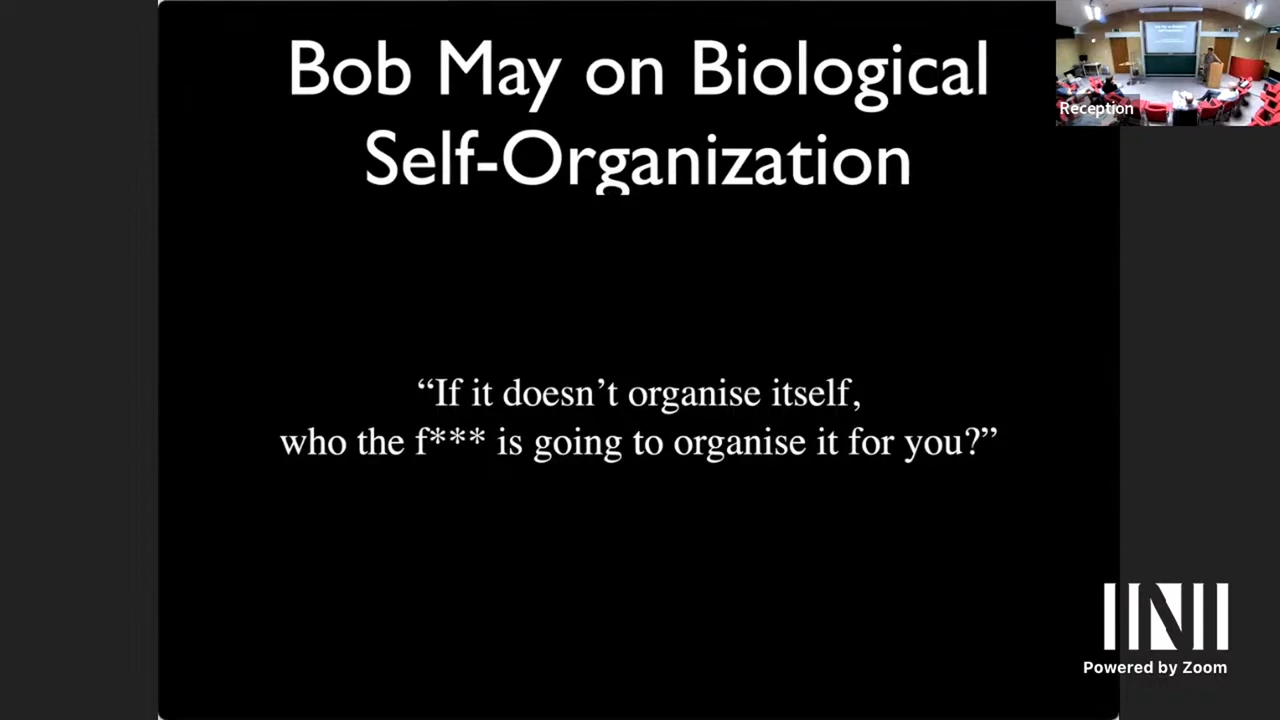 Bob May on Biological
Self-Organization
Reception
“If it doesn’t organise itself,
who the f*** is going to organise it for you?”
INI
Powered by Zoom